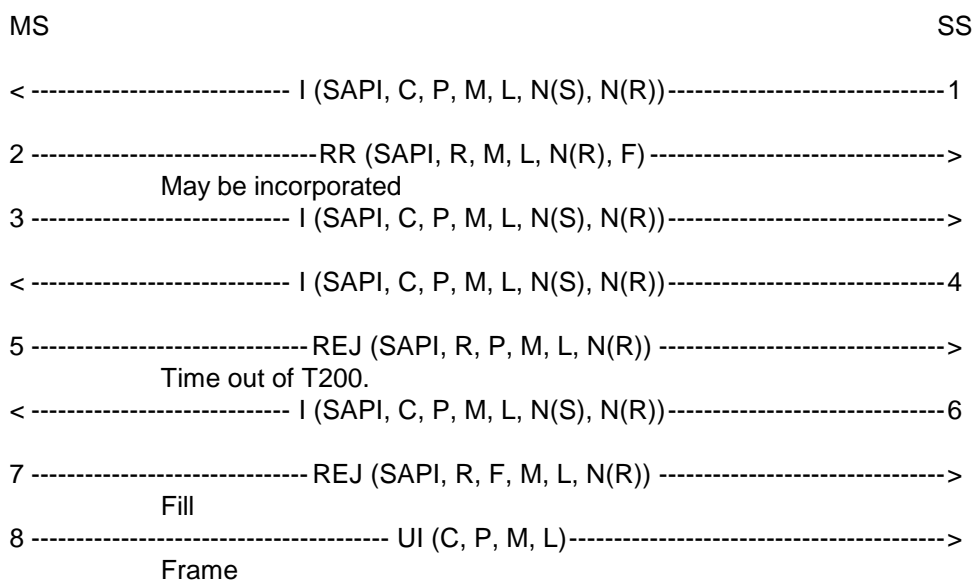 MS SS
< ----------------------------- I (SAPI, C, P, M, L, N(S), N(R))-------------------------------1
2 --------------------------------RR (SAPI, R, M, L, N(R), F) --------------------------------->
May be incorporated
3 ----------------------------- I (SAPI, C, P, M, L, N(S), N(R))------------------------------->
< ----------------------------- I (SAPI, C, P, M, L, N(S), N(R))-------------------------------4
5 -------------------------------REJ (SAPI, R, P, M, L, N(R)) -------------------------------->
Time out of T200.
< ----------------------------- I (SAPI, C, P, M, L, N(S), N(R))-------------------------------6
7 -------------------------------REJ (SAPI, R, F, M, L, N(R)) -------------------------------->
Fill
8 ---------------------------------------- UI (C, P, M, L)------------------------------------------>
Frame